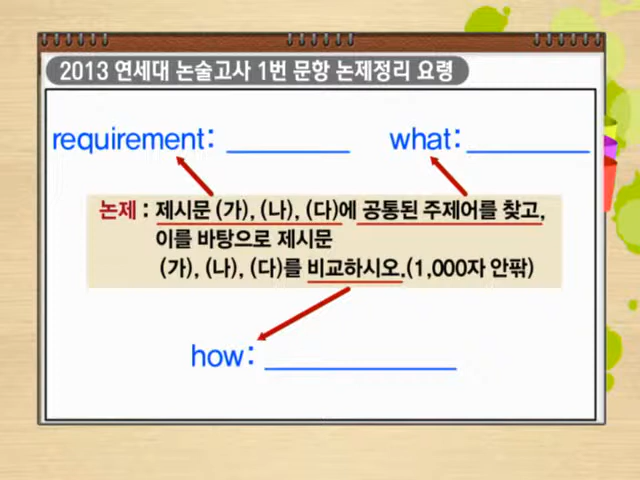 2013 연세대 논술고사 1번 문항 논제정리 요령
requirement: what:
논제 : 제시문 (가), (나), (다)에 공통된 주제어를 찾고,
이를 바탕으로 제시문
(가), (나), (다)를 비교하시오.(1,000자 안팎)
how: